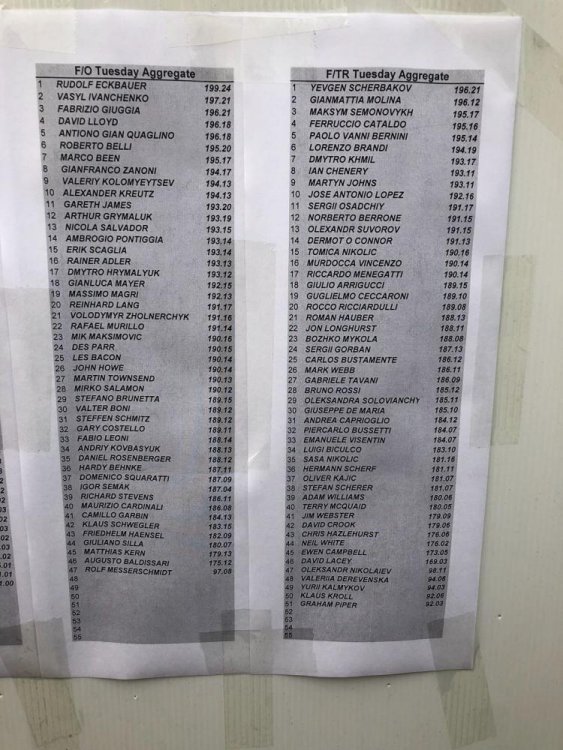 F/O Tuesday Aggregate
1 RUDOLF ECKBAUER 199.24
2 VASYL IVANCHENKO 197.21
3 FABRIZIO GIUGGIA 196.21
4 DAVID LLOYD 196.18
5 ANTIONO GIAN QUAGLINO 196.18
6 ROBERTO BELLI 195.20
7 MARCO BEEN 195.17
8 GIANFRANCO ZANONI 194.17
9 VALERIY KOLOMYEYTSEV 194.13
10 ALEXANDER KREUTZ 194.13
11 GARETH JAMES 193.20
12 ARTHUR GRYMALUK 193.19
13 NICOLA SALVADOR 193.15
14 AMBROGIO PONTIGGIA 193.14
15 ERIK SCAGLIA 193.14
16 RAINER ADLER 193.13
17 DMYTRO HRYMALYUK 193.12
18 GIANLUCA MAYER 192.15
19 MASSIMO MAGRI 192.13
20 REINHARD LANG 191.17
21 VOLODYMYR ZHOLNERCHYK 191.16
22 RAFAEL MURILLO 191.14
23 MIK MAKSIMOVIC 190.16
24 DES PARR 190.15
25 LES BACON 190.14
26 JOHN HOWE 190.14
27 MARTIN TOWNSEND 190.13
28 MIRKO SALAMON 190.12
29 STEFANO BRUNETTA 189.15
30 VALTER BONI 189.12
31 STEFFEN SCHMITZ 189.12
32 GARY COSTELLO 189.11
33 FABIO LEONI 188.14
34 ANDRIY KOVBASYUK 188.13
35 DANIEL ROSENBERGER 188.12
36 HARDY BEHNKE 187.11
37 DOMENICO SQUARATTI 187.09
38 IGOR SEMAK 187.04
39 RICHARD STEVENS 186.11
40 MAURIZIO CARDINALI 186.08
41 CAMILLO GARBIN 184.13
42 KLAUS SCHWEGLER 183.15
43 FRIEDHELM HAENSEL 182.09
44 GIULIAND SILLA 180.07
45 MATTHIAS KERN 179.13
46 AUGUSTO BALDISSARI 175.12
47 ROLF MESSERSCHMIDT 97.08
48
49
50
51
52
53
54
55
F/TR Tuesday Aggregate
1 YEVGEN SCHERBAKOV 196.21
2 GIANMATTIA MOLINA 196.12
3 MAKSYM SEMONOVYKH 195.17
4 FERRUCCIO CATALDO 195.16
5 PAOLO VANNI BERNINI 195.14
6 LORENZO BRANDI 194.19
7 DMYTRO KHMIL 193.17
8 IAN CHENERY 193.11
9 MARTYN JOHNS 193.11
10 JOSE ANTONIO LOPEZ 192.16
11 SERGII OSADCHIY 191.17
12 NORBERTO BERRONE 191.15
13 OLEXANDR SUVOROV 191.15
14 DERMOT O CONNOR 191.13
15 TOMICA NIKOLIC 190.16
16 MURDOCCA VINCENZO 190.14
17 RICCARDO MENEGATTI 190.14
18 GIULIO ARRIGUCCI 189.15
19 GUGLIELMO CECCARONI 189.10
20 ROCCO RICCIARDULLI 189.08
21 ROMAN HAUBER 188.13
22 JON LONGHURST 188.11
23 BOZHKO MYKOLA 188.08
24 SERGII GORBAN 187.13
25 CARLOS BUSTAMENTE 186.12
26 MARK WEBB 186.11
27 GABRIELE TAVANI 186.09
28 BRUNO ROSSI 185.12
29 OLEKSANDRA SOLOVIANCHY 185.11
30 GIUSEPPE DE MARIA 185.10
31 ANDREA CAPRIOGLIO 184.12
32 PIERCARLO BUSSETTI 184.07
33 EMANUELE VISENTIN 184.07
34 LUIGI BICULCO 183.10
35 SASA NIKOLIC 181.16
36 HERMANN SCHERF 181.11
37 OLIVER KAJIC 181.07
38 STEFAN SCHERER 181.07
39 ADAM WILLIAMS 180.06
40 TERRY MCQUAID 180.05
41 JIM WEBSTER 179.09
42 DAVID CROOK 179.06
43 CHRIS HAZLEHURST 176.06
44 NEIL WHITE 176.02
45 EWEN CAMPBELL 173.05
46 DAVID LACEY 169.03
47 OLEKSANDR NIKOLAIEV 98.11
48 VALERIIA DEREVENSKA 94.06
49 YURII KALMYKOV 94.03
50 KLAUS KROLL 92.06
51 GRAHAM PIPER 92.03
52
53
54
55